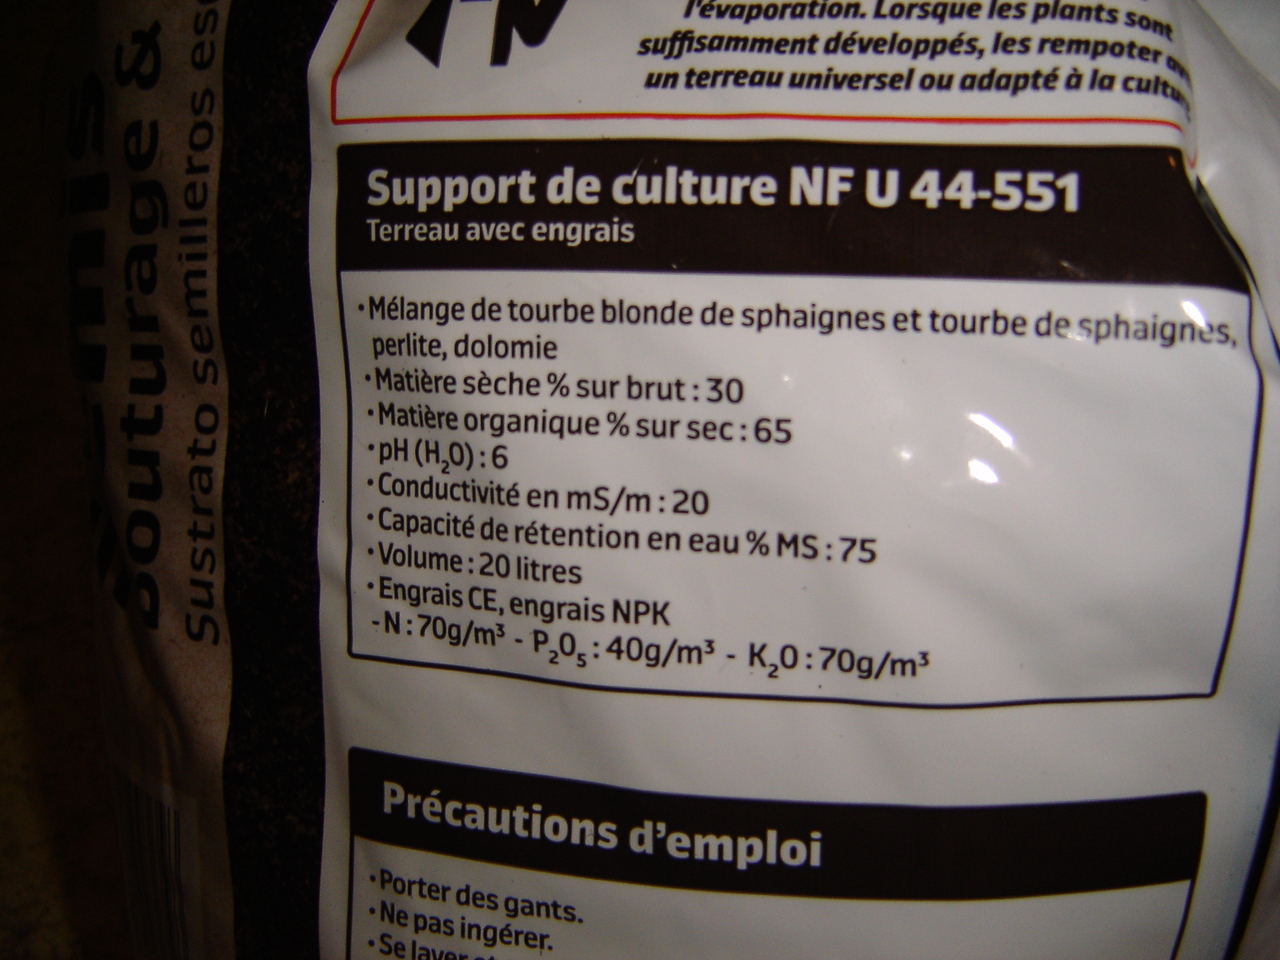 l'évaporation. Lorsque les plants sont
suffisamment développés, les rempoter
un terreau universel ou adapté à la
Support de culture NF U 44-551
Terreau avec engrais
•Mélange de tourbe blonde de sphaignes et tourbe de sphaignes,
perlite, dolomie
•Matière sèche % sur brut : 30
•Matière organique % sur sec : 65
•pH (H₂O) : 6
•Conductivité en mS/m : 20
•Capacité de rétention en eau % MS : 75
•Volume : 20 litres
•Engrais CE, engrais NPK
-N : 70g/m³ - P₂O₅ : 40g/m³ - K₂O : 70g/m³
Précautions d'emploi
•Porter des gants.
•Ne pas ingérer.
•Se laver
Bouturage &
Sustrato semilleros